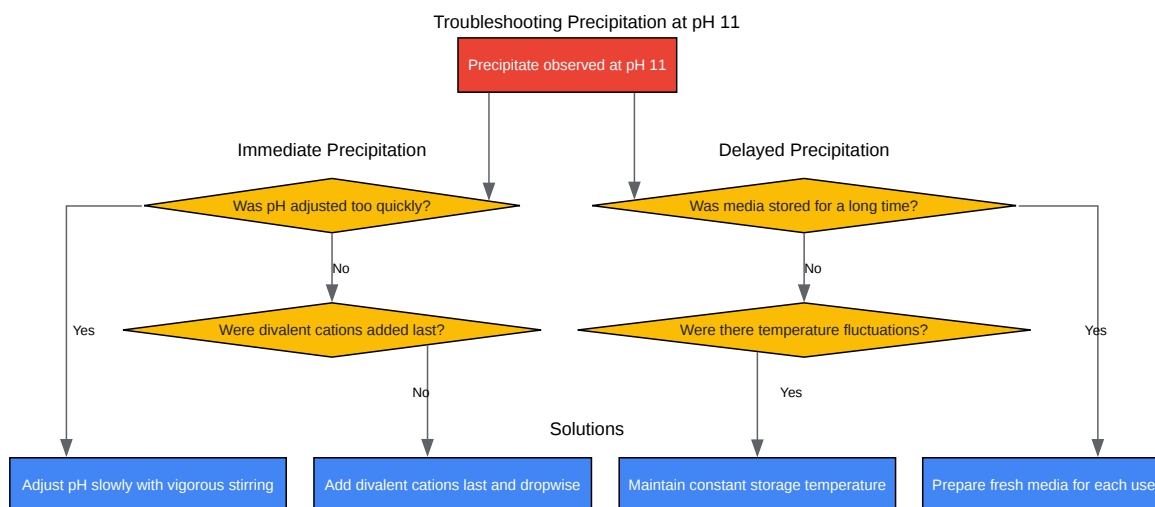 Troubleshooting Precipitation at pH 11
Precipitate observed at pH 11
Immediate Precipitation
Delayed Precipitation
Was pH adjusted too quickly?
Was media stored for a long time?
No
No
Yes
Were divalent cations added last?
Were there temperature fluctuations?
Yes
No
Yes
Solutions
Adjust pH slowly with vigorous stirring
Add divalent cations last and dropwise
Maintain constant storage temperature
Prepare fresh media for each use